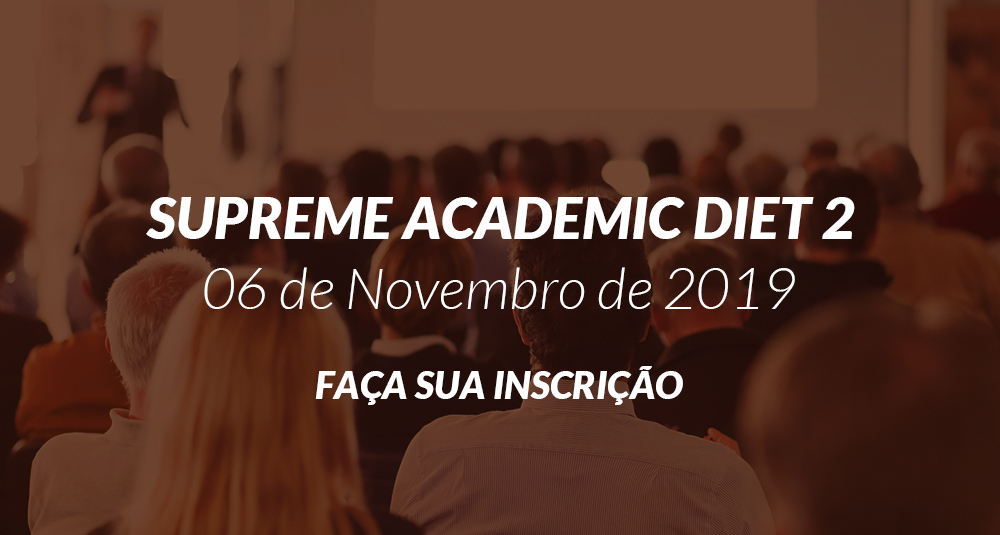 SUPREME ACADEMIC DIET 2
06 de Novembro de 2019
FAÇA SUA INSCRIÇÃO